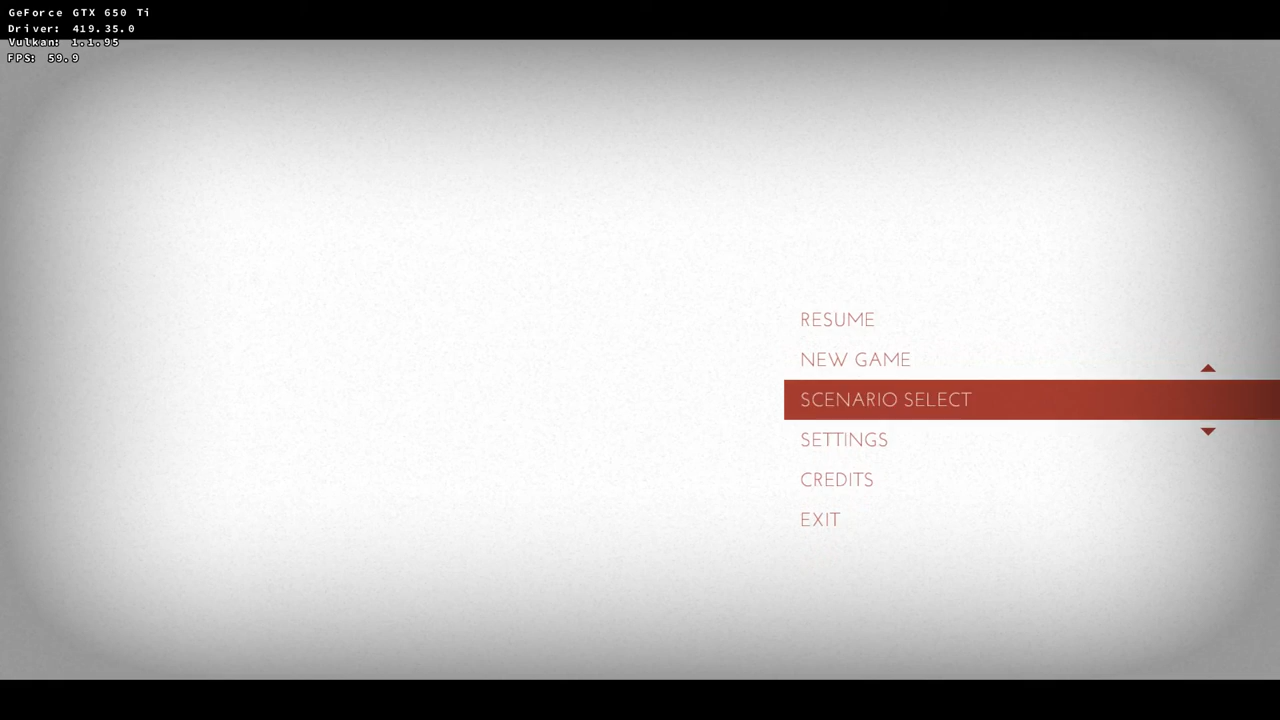 GeForce GTX 650 Ti
Driver: 419.35.0
Vulkan: 1.1.95
FPS: 59.9
RESUME
NEW GAME
SCENARIO SELECT
SETTINGS
CREDITS
EXIT